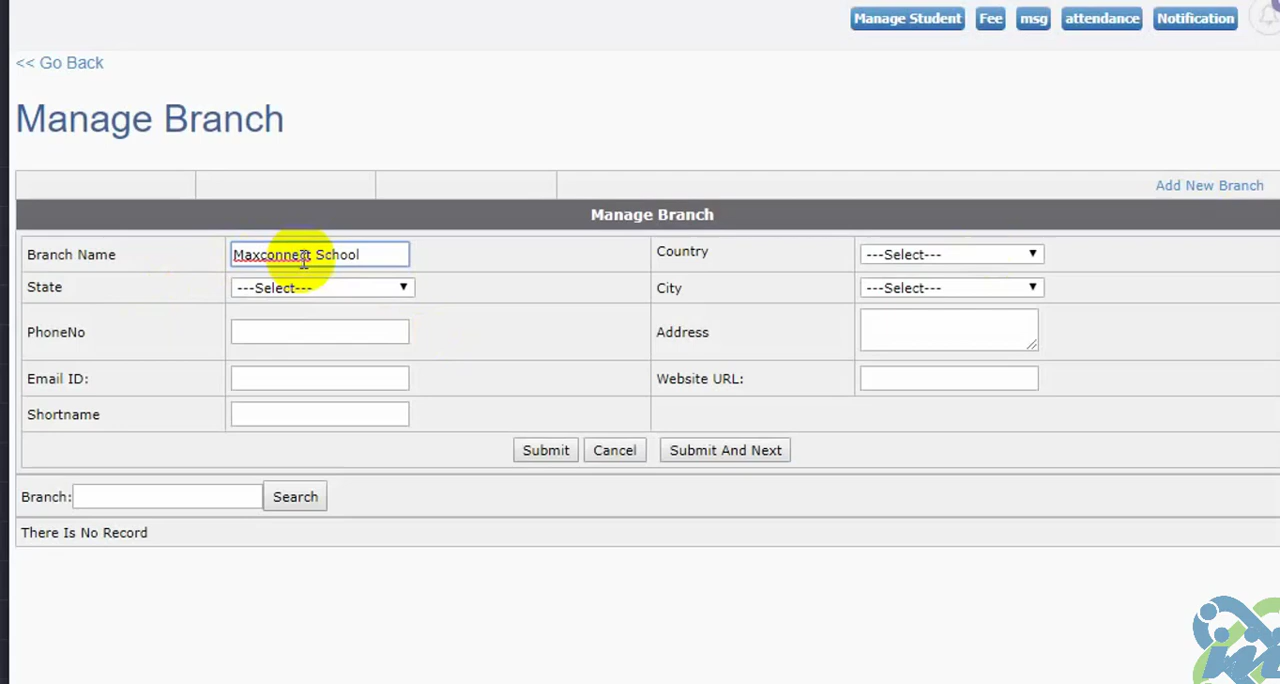 Manage Student Fee msg attendance Notification
<< Go Back
Manage Branch
Add New Branch
Manage Branch
Branch Name Maxconnect School Country ---Select---
State ---Select--- City ---Select---
PhoneNo Address
Email ID: Website URL:
Shortname
Submit Cancel Submit And Next
Branch: Search
There Is No Record